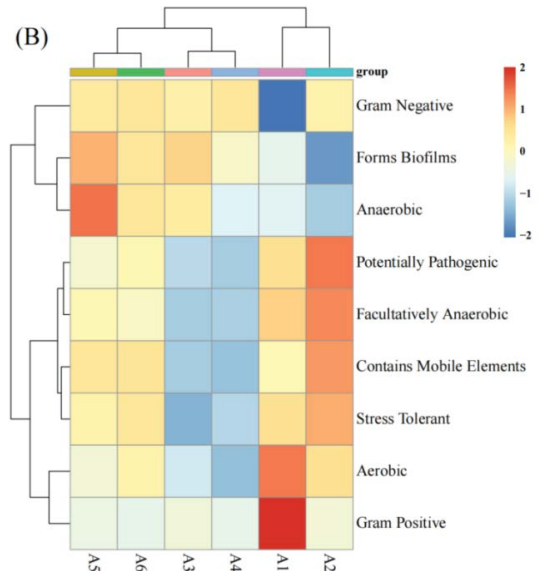 (B)
group
Gram Negative
Forms Biofilms
Anaerobic
Potentially Pathogenic
Facultatively Anaerobic
Contains Mobile Elements
Stress Tolerant
Aerobic
Gram Positive
A5
A6
A3
A4
A1
A2
2
1
0
−1
−2